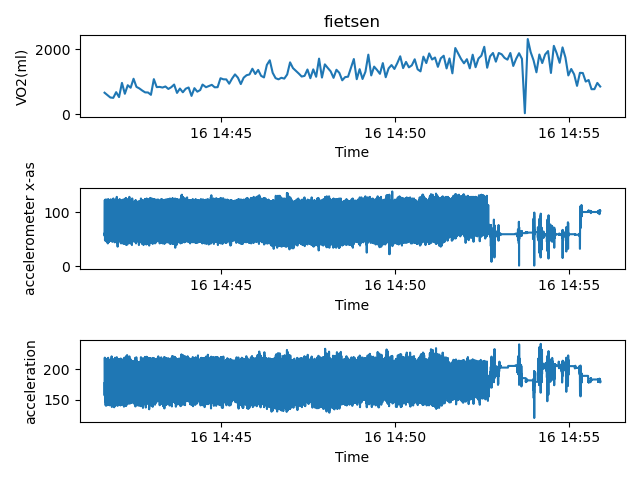 fietsen
VO2(ml)
2000
0
16 14:45
16 14:50
16 14:55
Time
accelerometer x-as
100
0
16 14:45
16 14:50
16 14:55
Time
acceleration
200
150
16 14:45
16 14:50
16 14:55
Time